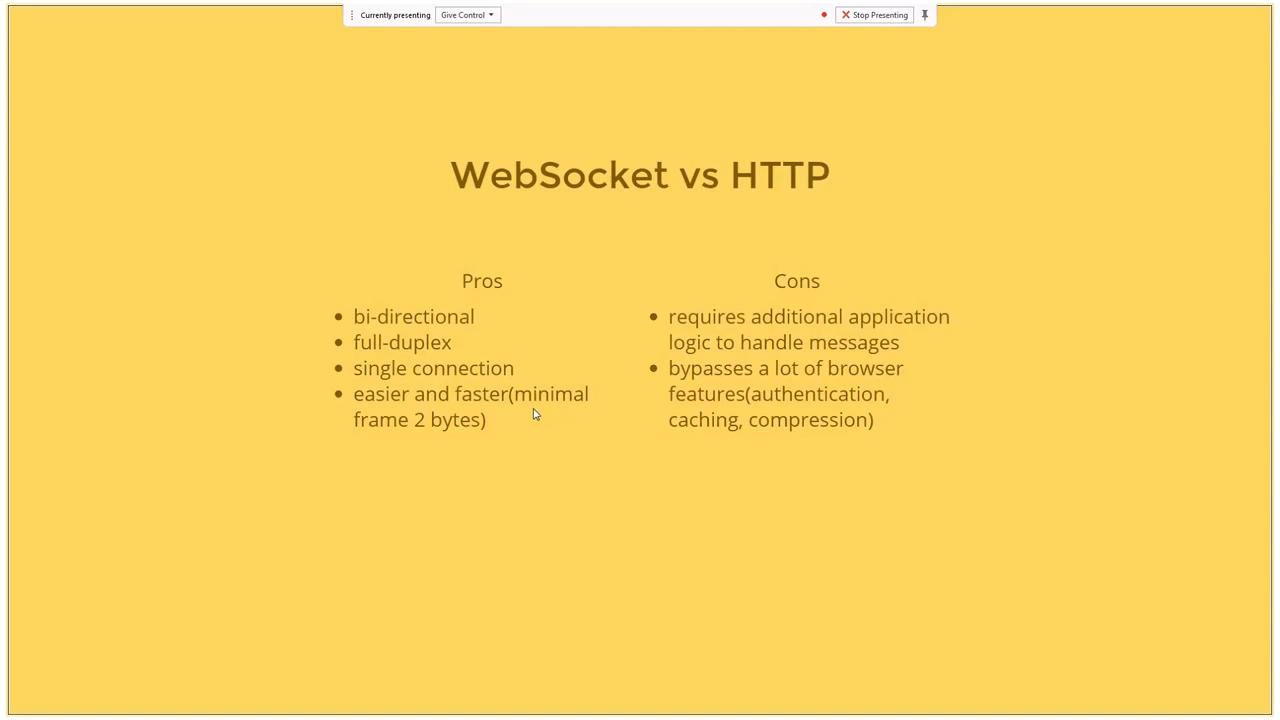 Currently presenting
Give Control
Stop Presenting
WebSocket vs HTTP
Pros
bi-directional
full-duplex
single connection
easier and faster(minimal
frame 2 bytes)
Cons
requires additional application
logic to handle messages
bypasses a lot of browser
features(authentication,
caching, compression)